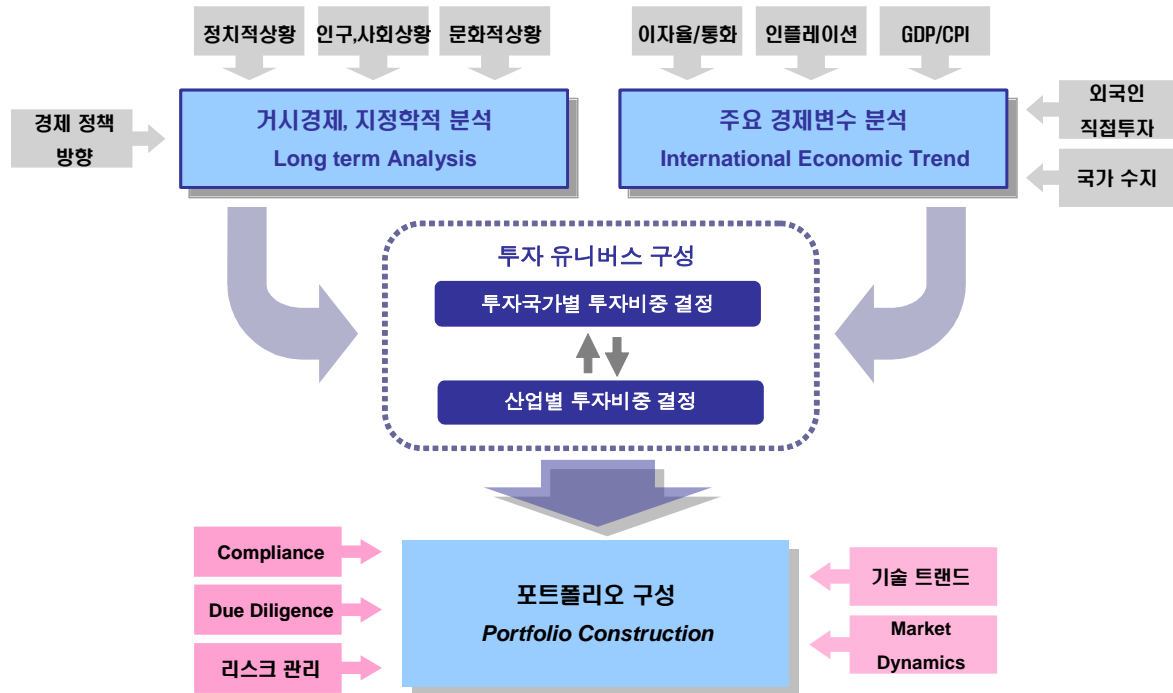 정치적상황
인구,사회상황
문화적상황
이자율/통화
인플레이션
GDP/CPI
경제 정책
방향
거시경제, 지정학적 분석
Long term Analysis
주요 경제변수 분석
International Economic Trend
외국인
직접투자
국가 수지
투자 유니버스 구성
투자국가별 투자비중 결정
산업별 투자비중 결정
Compliance
Due Diligence
리스크 관리
포트폴리오 구성
Portfolio Construction
기술 트랜드
Market
Dynamics